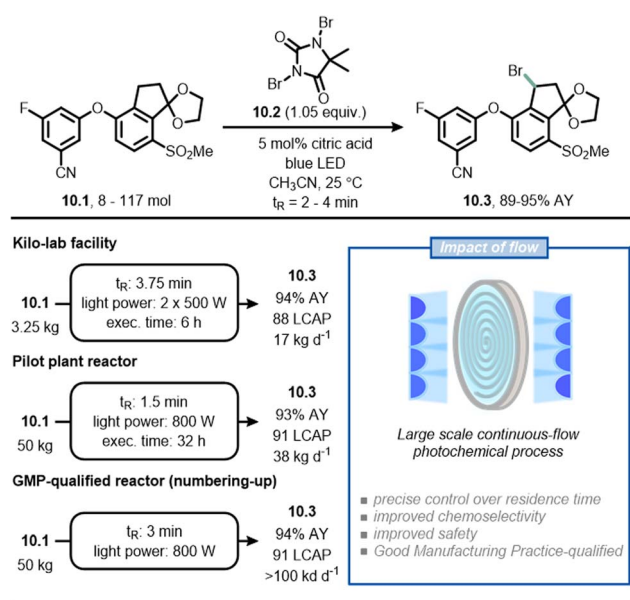 Br
O
N
N
Br
O
10.2 (1.05 equiv.)
5 mol% citric acid
blue LED
CH3CN, 25 °C
tR = 2 - 4 min
F
O
O
O
SO2Me
CN
10.1, 8 - 117 mol
Br
F
O
O
O
SO2Me
CN
10.3, 89-95% AY
Kilo-lab facility
10.1
3.25 kg
tR: 3.75 min
light power: 2 x 500 W
exec. time: 6 h
10.3
94% AY
88 LCAP
17 kg d-1
Pilot plant reactor
10.1
50 kg
tR: 1.5 min
light power: 800 W
exec. time: 32 h
10.3
93% AY
91 LCAP
38 kg d-1
GMP-qualified reactor (numbering-up)
10.1
50 kg
tR: 3 min
light power: 800 W
10.3
94% AY
91 LCAP
>100 kd d-1
Impact of flow
Large scale continuous-flow
photochemical process
precise control over residence time
improved chemoselectivity
improved safety
Good Manufacturing Practice-qualified